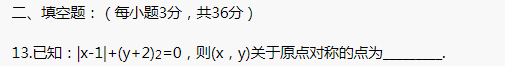 二、填空题：（每小题3分，共36分）
13.已知：|x-1|+(y+2)2=0，则(x，y)关于原点对称的点为________.